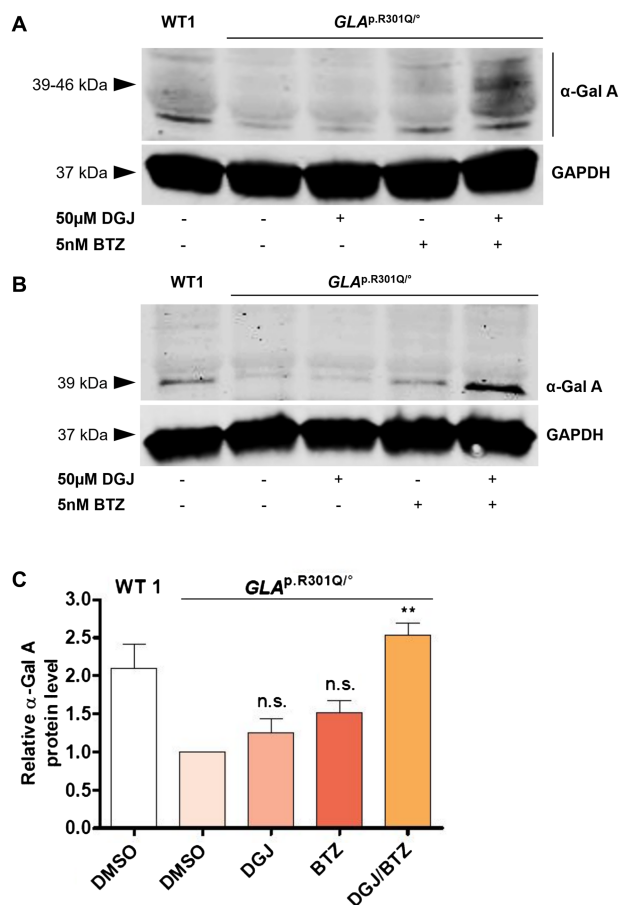 A
WT1 GLAp.R301Q/°
39-46 kDa
α-Gal A
37 kDa
GAPDH
50µM DGJ - - + - +
5nM BTZ - - - + +
B
WT1 GLAp.R301Q/°
39 kDa
α-Gal A
37 kDa
GAPDH
50µM DGJ - - + - +
5nM BTZ - - - + +
C
WT 1 GLAp.R301Q/°
Relative α-Gal A
protein level
3.0
2.5
2.0
1.5
1.0
0.5
0.0
n.s.
n.s.
**
DMSO
DMSO
DGJ
BTZ
DGJ/BTZ